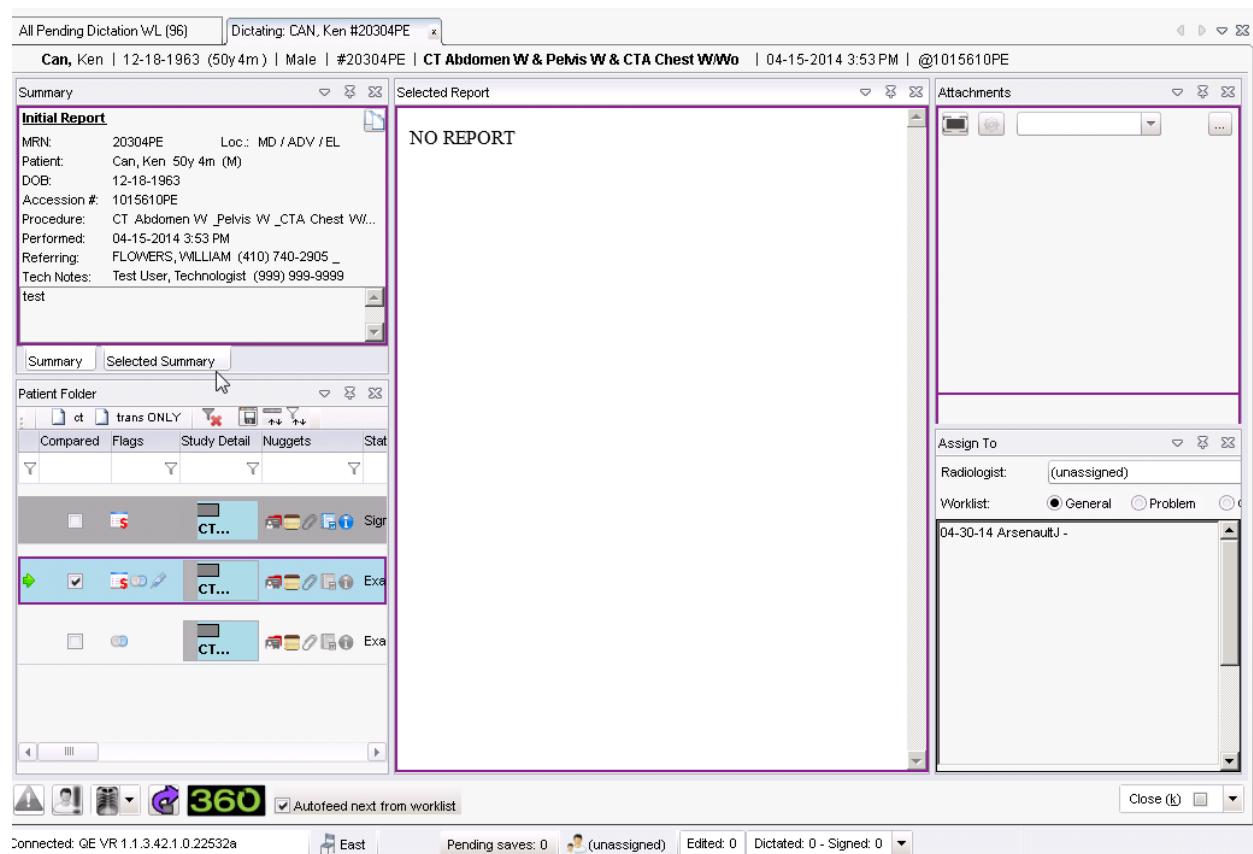 All Pending Dictation WL (96) Dictating: CAN, Ken #20304PE x
Can, Ken | 12-18-1963 (50y4m) | Male | #20304PE | CT Abdomen W & Pelvis W & CTA Chest W/Wo | 04-15-2014 3:53 PM | @1015610PE
Summary
Initial Report
MRN: 20304PE Loc.: MD / ADV / EL
Patient: Can, Ken 50y 4m (M)
DOB: 12-18-1963
Accession #: 1015610PE
Procedure: CT Abdomen W _Pelvis W _CTA Chest W/...
Performed: 04-15-2014 3:53 PM
Referring: FLOWERS, WILLIAM (410) 740-2905 _
Tech Notes: Test User, Technologist (999) 999-9999
test
Summary Selected Summary
Patient Folder
ct trans ONLY
Compared Flags Study Detail Nuggets Stat
S CT... Sign
S CT... Exa
CT... Exa
Selected Report
NO REPORT
Attachments
...
Assign To
Radiologist: (unassigned)
Worklist: General Problem
04-30-14 ArsenaultJ -
360 Autofeed next from worklist Close (k)
Connected: QE VR 1.1.3.42.1.0.22532a East Pending saves: 0 (unassigned) Edited: 0 Dictated: 0 - Signed: 0